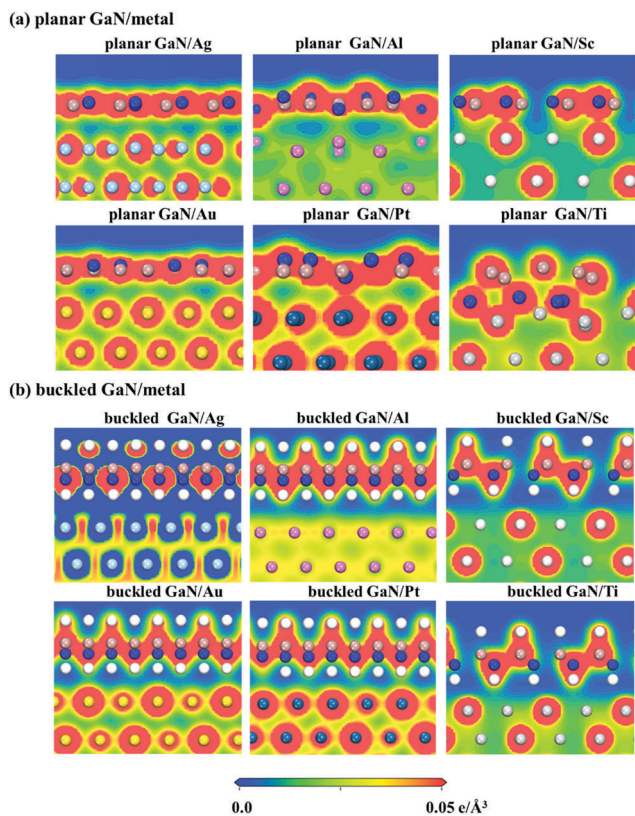 (a) planar GaN/metal
planar GaN/Ag planar GaN/Al planar GaN/Sc
planar GaN/Au planar GaN/Pt planar GaN/Ti
(b) buckled GaN/metal
buckled GaN/Ag buckled GaN/Al buckled GaN/Sc
buckled GaN/Au buckled GaN/Pt buckled GaN/Ti
0.0 0.05 e/Å³